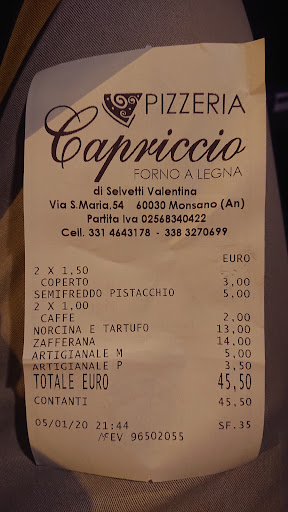 PIZZERIA
Capriccio
FORNO A LEGNA
di Selvetti Valentina
Via S.Maria,54 60030 Monsano (An)
Partita Iva 02568340422
Cell. 331 4643178 - 338 3270699
EURO
2 X 1,50
COPERTO 3,00
SEMIFREDDO PISTACCHIO 5,00
2 X 1,00
CAFFE 2,00
NORCINA E TARTUFO 13,00
ZAFFERANA 14,00
ARTIGIANALE M 5,00
ARTIGIANALE P 3,50
TOTALE EURO 45,50
CONTANTI 45,50
05/01/20 21:44 SF.35
EV 96502055